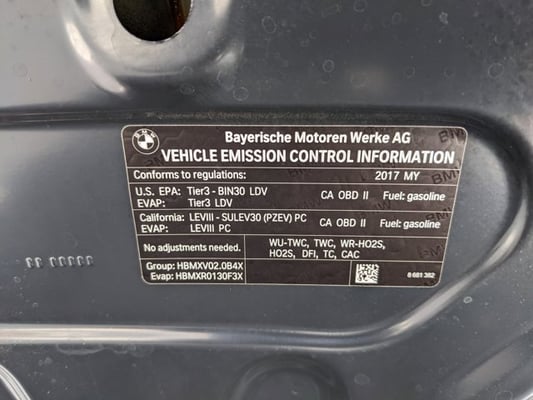 BMW
Bayerische Motoren Werke AG
VEHICLE EMISSION CONTROL INFORMATION
Conforms to regulations: 2017 MY
U.S. EPA: Tier3 - BIN30 LDV CA OBD II Fuel: gasoline
EVAP: Tier3 LDV
California: LEVIII - SULEV30 (PZEV) PC CA OBD II Fuel: gasoline
EVAP: LEVIII PC
No adjustments needed. WU-TWC, TWC, WR-HO2S,
HO2S, DFI, TC, CAC
Group: HBMXV02.0B4X
Evap: HBMXR0130F3X 8 681 382